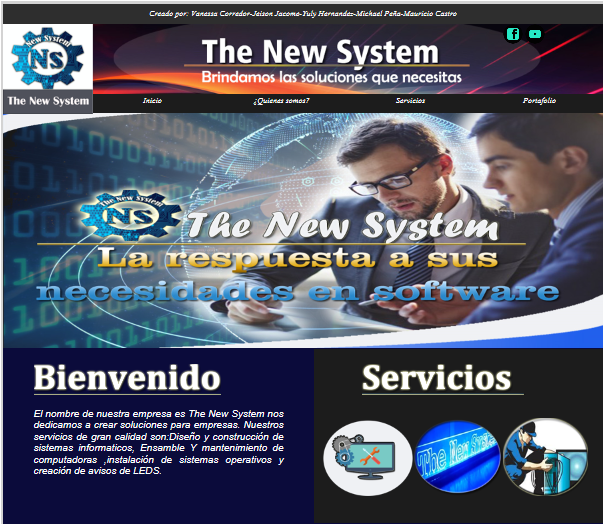 Creado por: Vanessa Corredor-Jeison Jacoma-Yuly Hernandez-Michael Peña-Mauricio Castro
The New System
NS
The New System
The New System
Brindamos las soluciones que necesitas
Inicio ¿Quienes somos? Servicios Portafolio
The New System
NS
The New System
La respuesta a sus
necesidades en software
Bienvenido
El nombre de nuestra empresa es The New System nos
dedicamos a crear soluciones para empresas. Nuestros
servicios de gran calidad son:Diseño y construcción de
sistemas informaticos, Ensamble Y mantenimiento de
computadoras ,instalación de sistemas operativos y
creación de avisos de LEDS.
Servicios
The New System